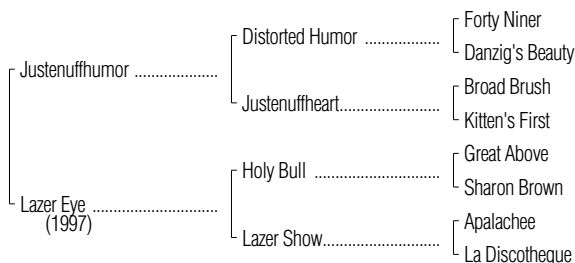 Forty Niner
Distorted Humor ..................
Danzig's Beauty
Justenuffhumor ....................
Broad Brush
Justenuffheart........................
Kitten's First
Great Above
Holy Bull ..............................
Sharon Brown
Lazer Eye ..............................
(1997)
Apalachee
Lazer Show...........................
La Discotheque